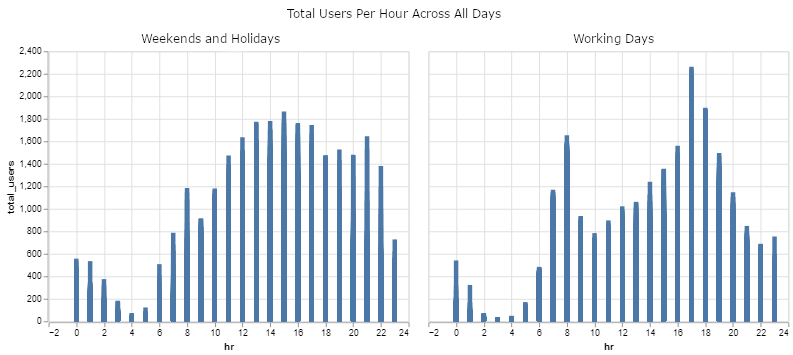 Total Users Per Hour Across All Days
Weekends and Holidays
Working Days
total_users
2,400
2,200
2,000
1,800
1,600
1,400
1,200
1,000
800
600
400
200
0
−2 0 2 4 6 8 10 12 14 16 18 20 22 24
−2 0 2 4 6 8 10 12 14 16 18 20 22 24
hr
hr